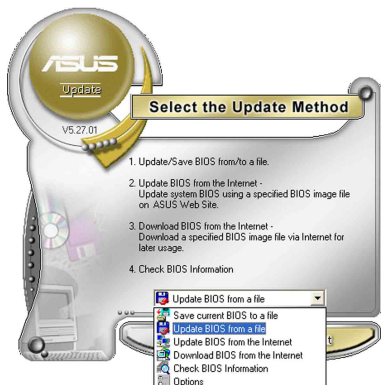 ASUS
Update
V5.27.01
Select the Update Method
1. Update/Save BIOS from/to a file.
2. Update BIOS from the Internet -
Update system BIOS using a specified BIOS image file
on ASUS Web Site.
3. Download BIOS from the Internet -
Download a specified BIOS image file via Internet for
later usage.
4. Check BIOS Information
Update BIOS from a file
Save current BIOS to a file
Update BIOS from a file
Update BIOS from the Internet
Download BIOS from the Internet
Check BIOS Information
Options